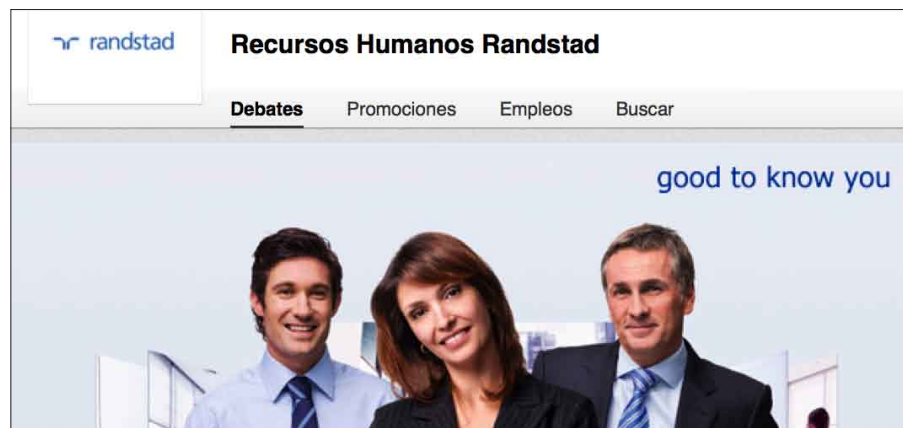 randstad
Recursos Humanos Randstad
Debates Promociones Empleos Buscar
good to know you